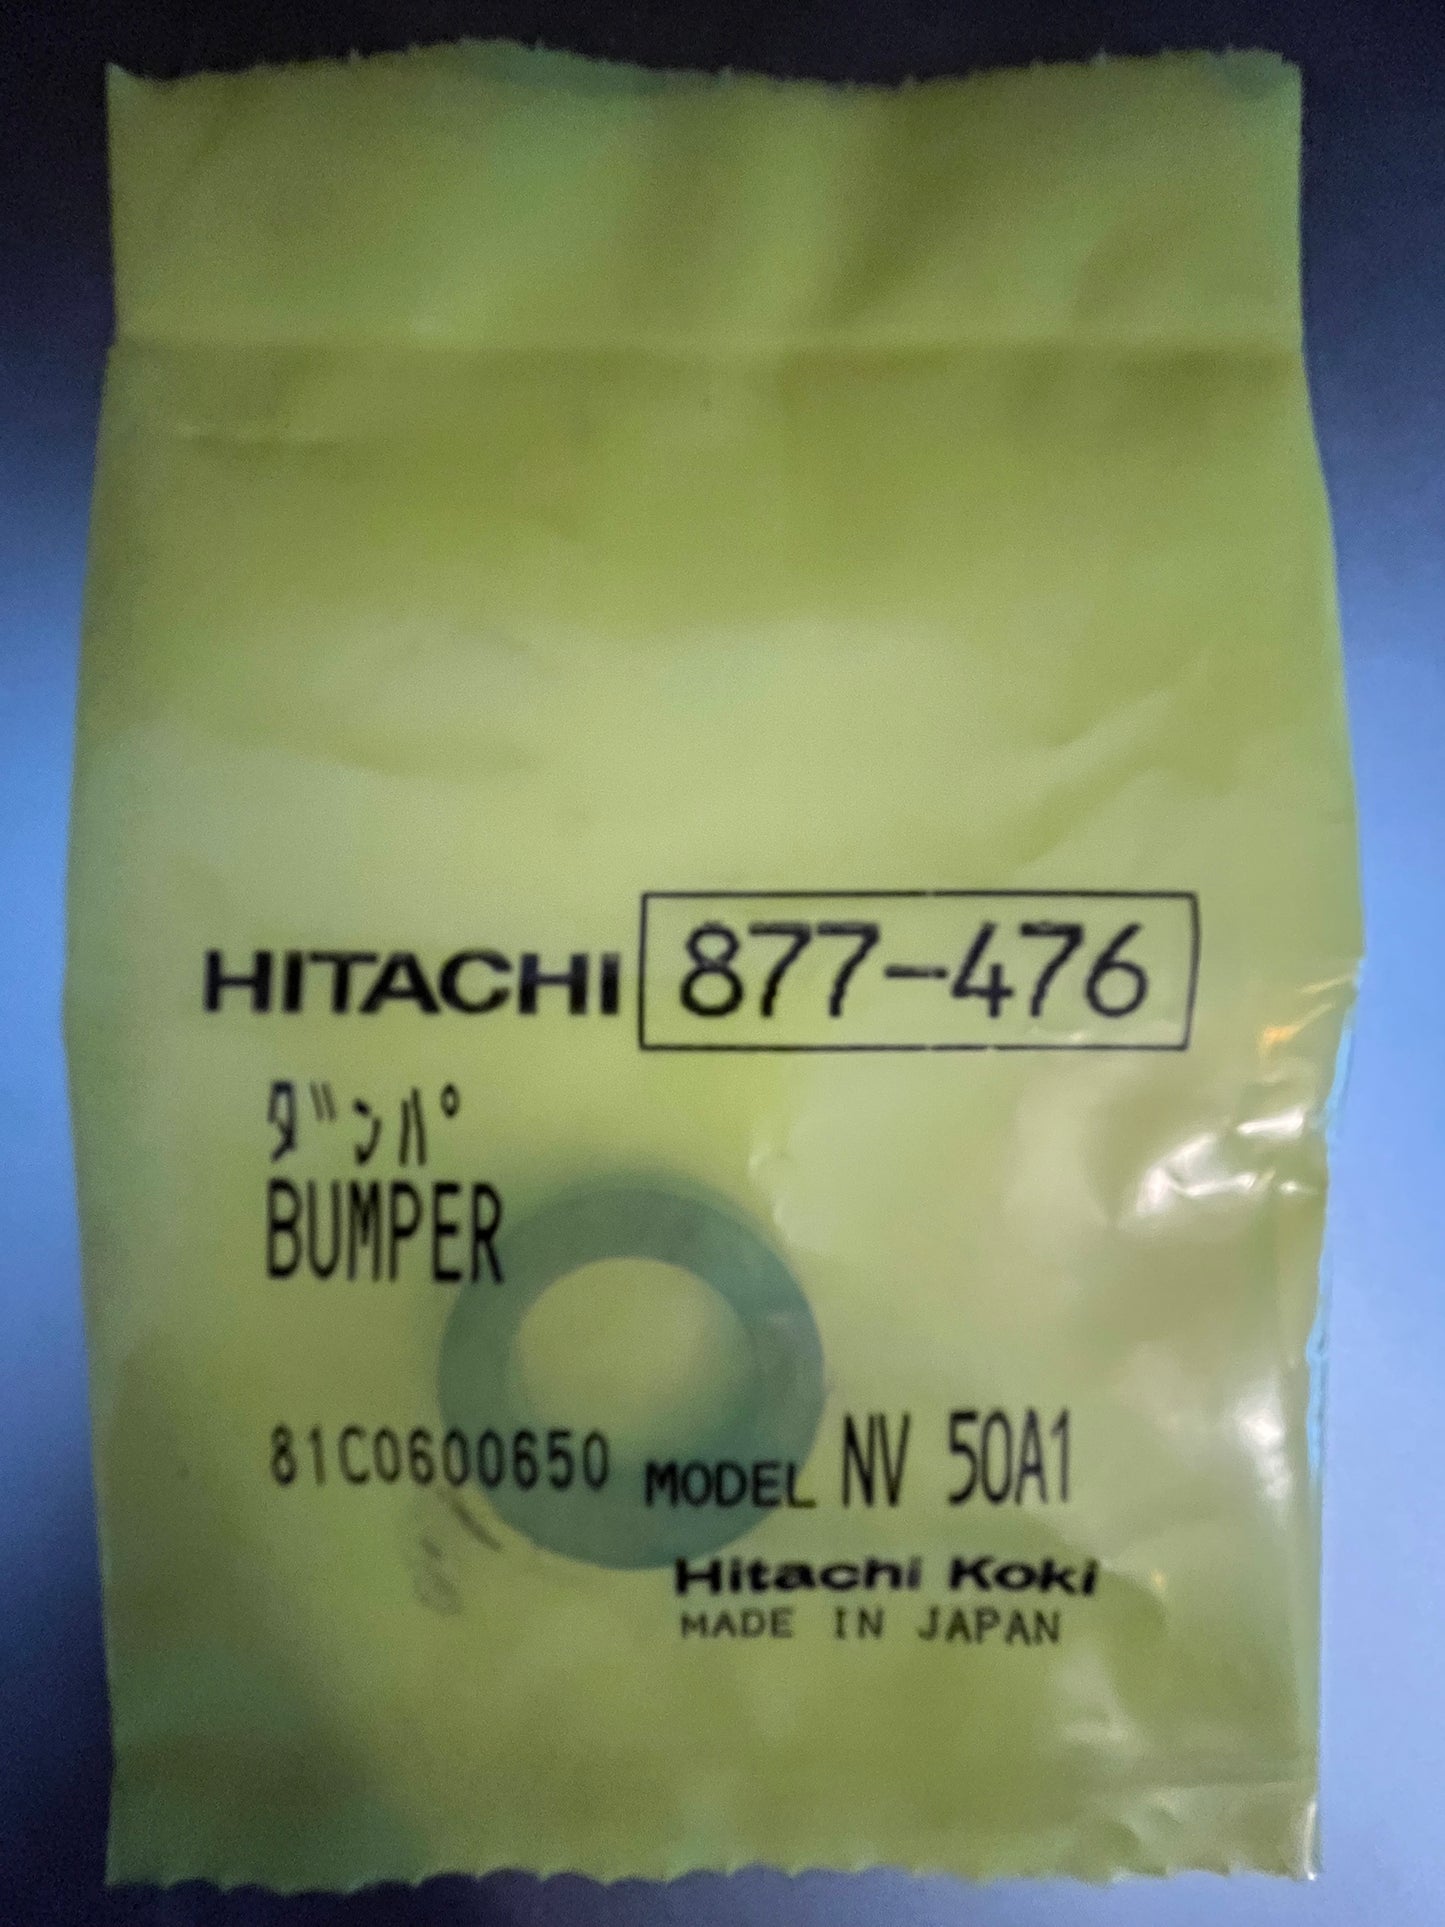 HITACHI 877-476
ダンパ
BUMPER
81C0600650 MODEL NV 50A1
Hitachi Koki
MADE IN JAPAN